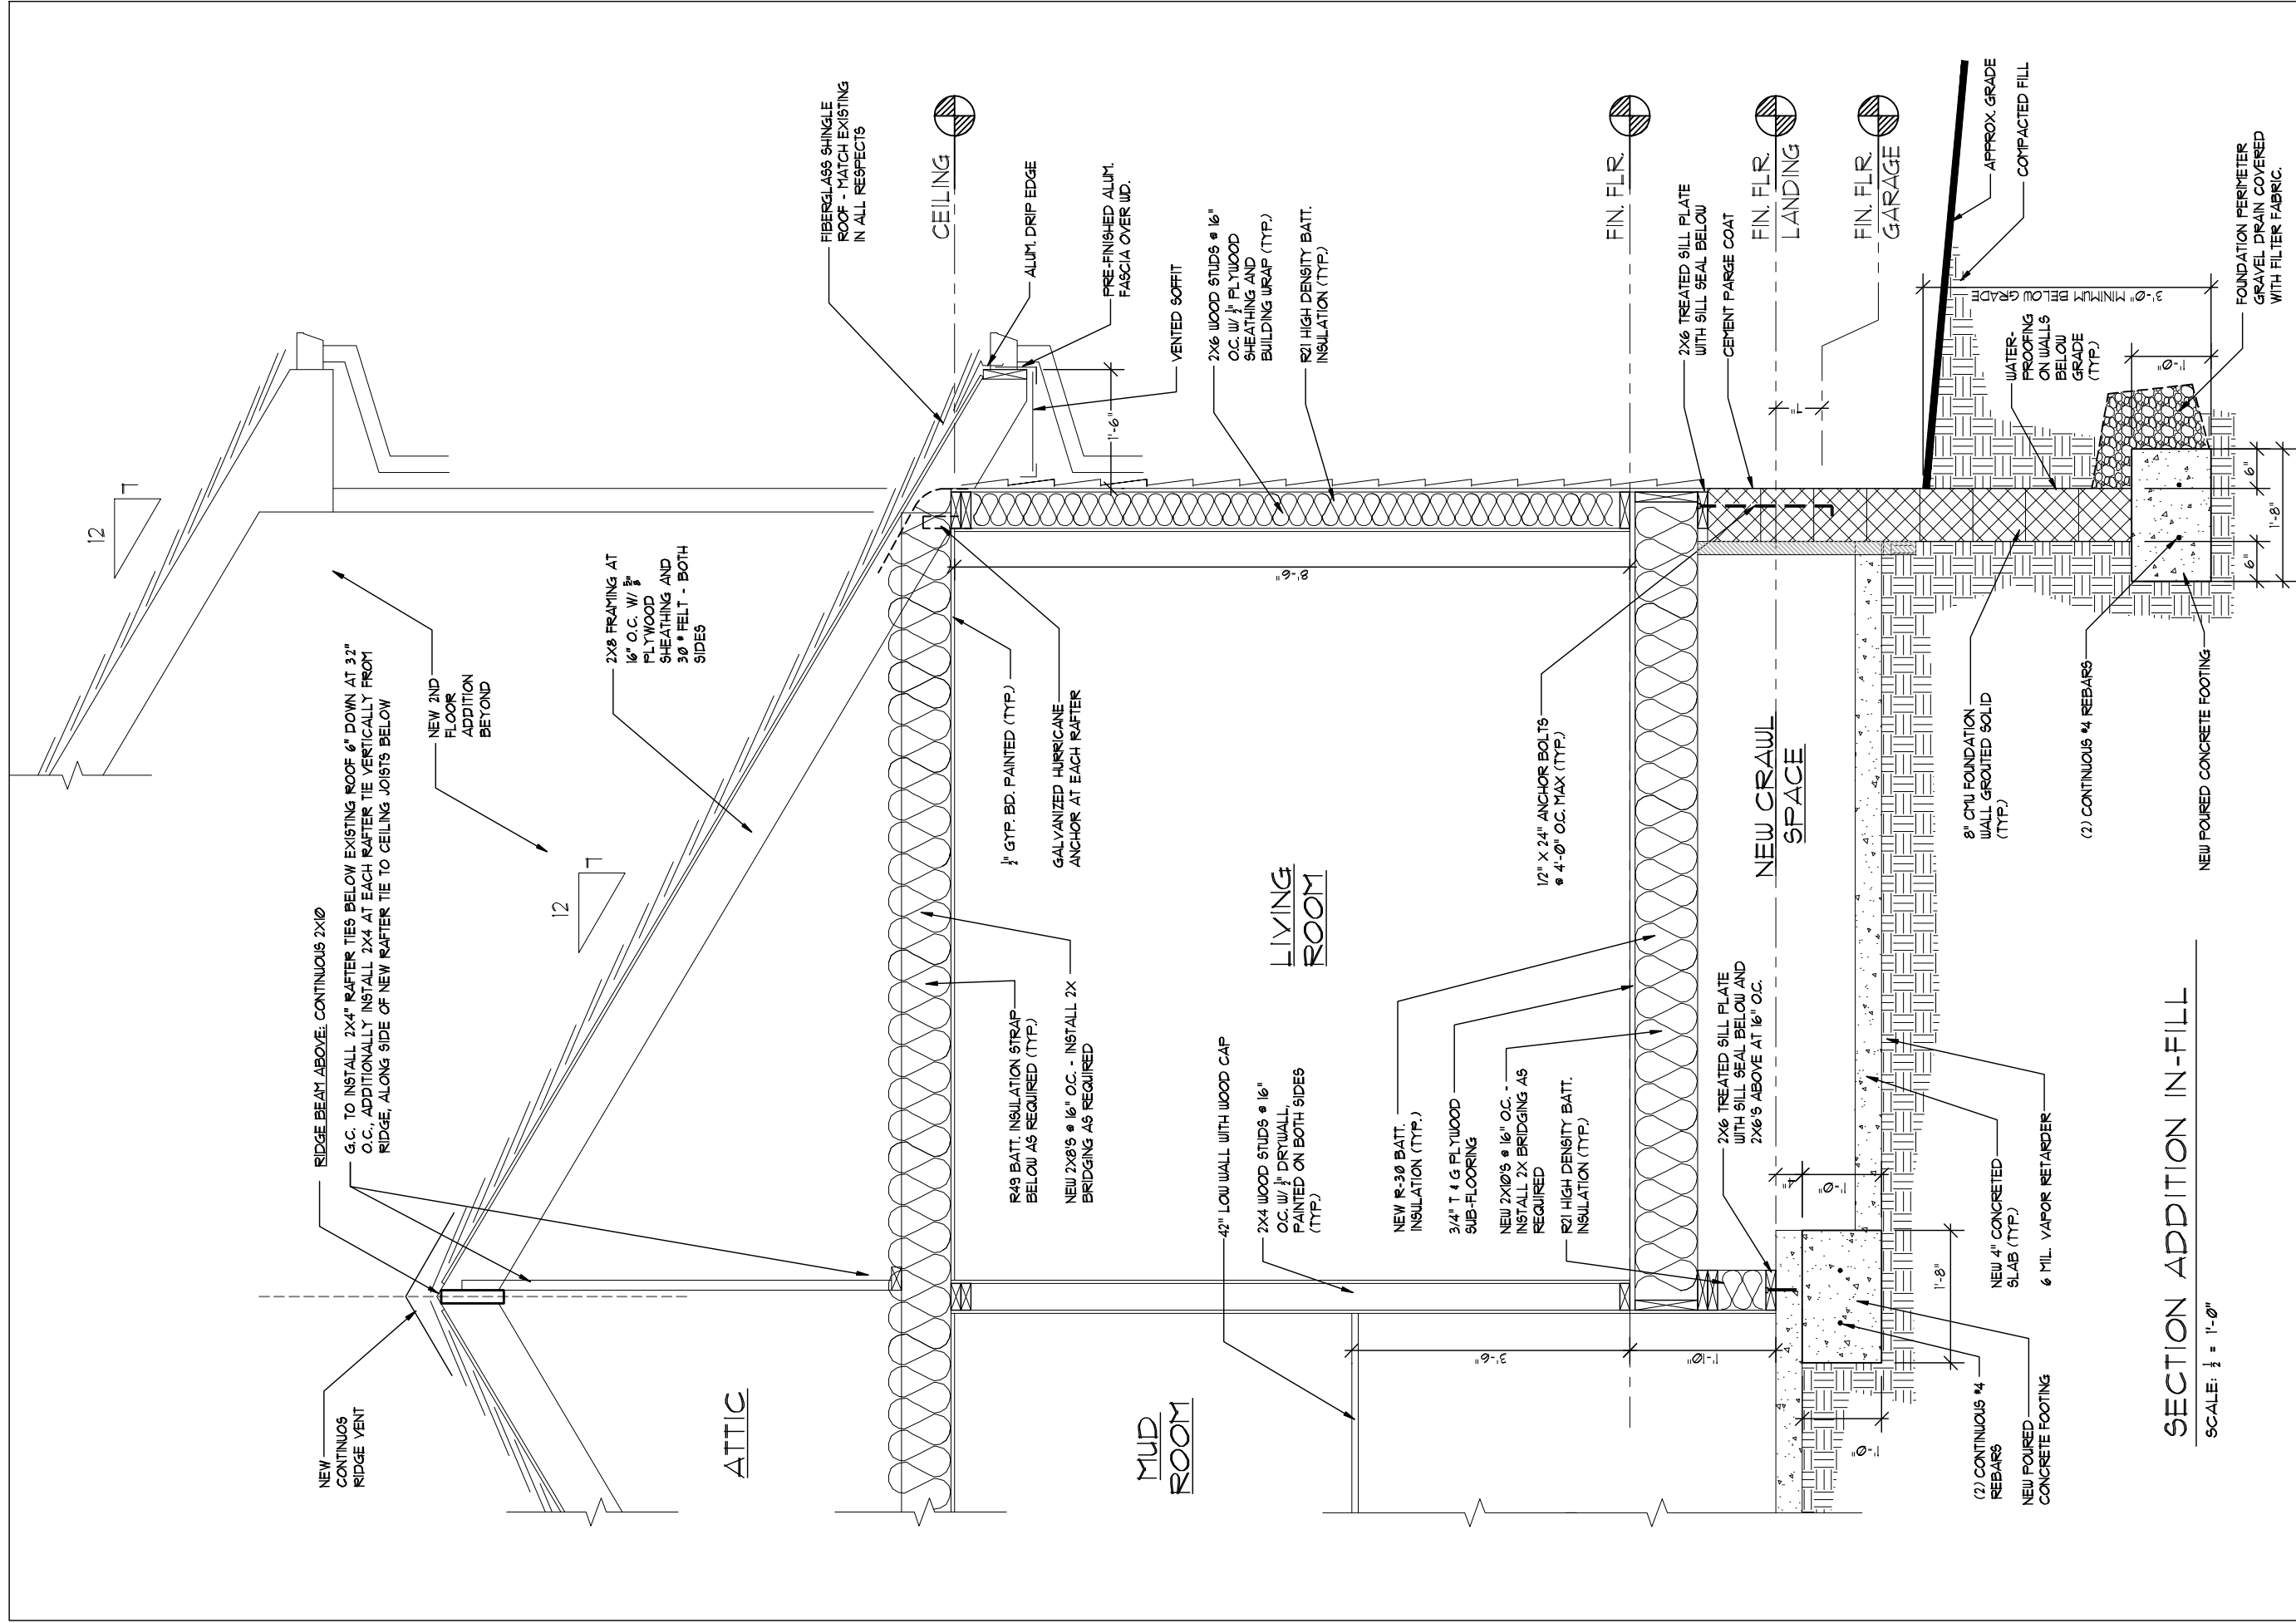 NEW
CONTINUOS
RIDGE VENT
RIDGE BEAM ABOVE: CONTINUOUS 2X10
G.C. TO INSTALL 2X4" RAFTER TIES BELOW EXISTING ROOF 6" DOWN AT 32"
O.C., ADDITIONALLY INSTALL 2X4 AT EACH RAFTER TIE VERTICALLY FROM
RIDGE, ALONG SIDE OF NEW RAFTER TIE TO CEILING JOISTS BELOW
12
7
NEW 2ND
FLOOR
ADDITION
BEYOND
12
7
2X8 FRAMING AT
16" O.C. W/ 5/8"
PLYWOOD
SHEATHING AND
30 # FELT - BOTH
SIDES
FIBERGLASS SHINGLE
ROOF - MATCH EXISTING
IN ALL RESPECTS
CEILING
ALUM. DRIP EDGE
PRE-FINISHED ALUM.
FASCIA OVER WD.
1'-6"
VENTED SOFFIT
2X6 WOOD STUDS @ 16"
O.C. W/ 1/2" PLYWOOD
SHEATHING AND
BUILDING WRAP (TYP.)
R21 HIGH DENSITY BATT.
INSULATION (TYP.)
ATTIC
R49 BATT. INSULATION STRAP
BELOW AS REQUIRED (TYP.)
NEW 2X8'S @ 16" O.C. - INSTALL 2X
BRIDGING AS REQUIRED
1/2" GYP. BD. PAINTED (TYP.)
GALVANIZED HURRICANE
ANCHOR AT EACH RAFTER
8'-6"
MUD
ROOM
42" LOW WALL WITH WOOD CAP
2X4 WOOD STUDS @ 16"
O.C. W/ 1/2" DRYWALL,
PAINTED ON BOTH SIDES
(TYP.)
LIVING
ROOM
3'-6"
1'-10"
NEW R-30 BATT.
INSULATION (TYP.)
3/4" T & G PLYWOOD
SUB-FLOORING
NEW 2X10'S @ 16" O.C. -
INSTALL 2X BRIDGING AS
REQUIRED
R21 HIGH DENSITY BATT.
INSULATION (TYP.)
1/2" X 24" ANCHOR BOLTS
@ 4'-0" O.C. MAX (TYP.)
FIN. FLR.
2X6 TREATED SILL PLATE
WITH SILL SEAL BELOW
CEMENT PARGE COAT
FIN. FLR.
LANDING
FIN. FLR.
GARAGE
7"
2X6 TREATED SILL PLATE
WITH SILL SEAL BELOW AND
2X6'S ABOVE AT 16" O.C.
NEW CRAWL
SPACE
4"
1'-0"
1'-8"
1'-0"
APPROX. GRADE
COMPACTED FILL
3'-0" MINIMUM BELOW GRADE
WATER-
PROOFING
ON WALLS
BELOW
GRADE
(TYP.)
1'-0"
FOUNDATION PERIMETER
GRAVEL DRAIN COVERED
WITH FILTER FABRIC.
8" CMU FOUNDATION
WALL GROUTED SOLID
(TYP.)
(2) CONTINUOUS #4 REBARS
NEW POURED CONCRETE FOOTING
6"
6"
1'-8"
(2) CONTINUOUS #4
REBARS
NEW POURED
CONCRETE FOOTING
NEW 4" CONCRETED
SLAB (TYP.)
6 MIL. VAPOR RETARDER
SECTION ADDITION IN-FILL
SCALE: 1/2 = 1'-0"